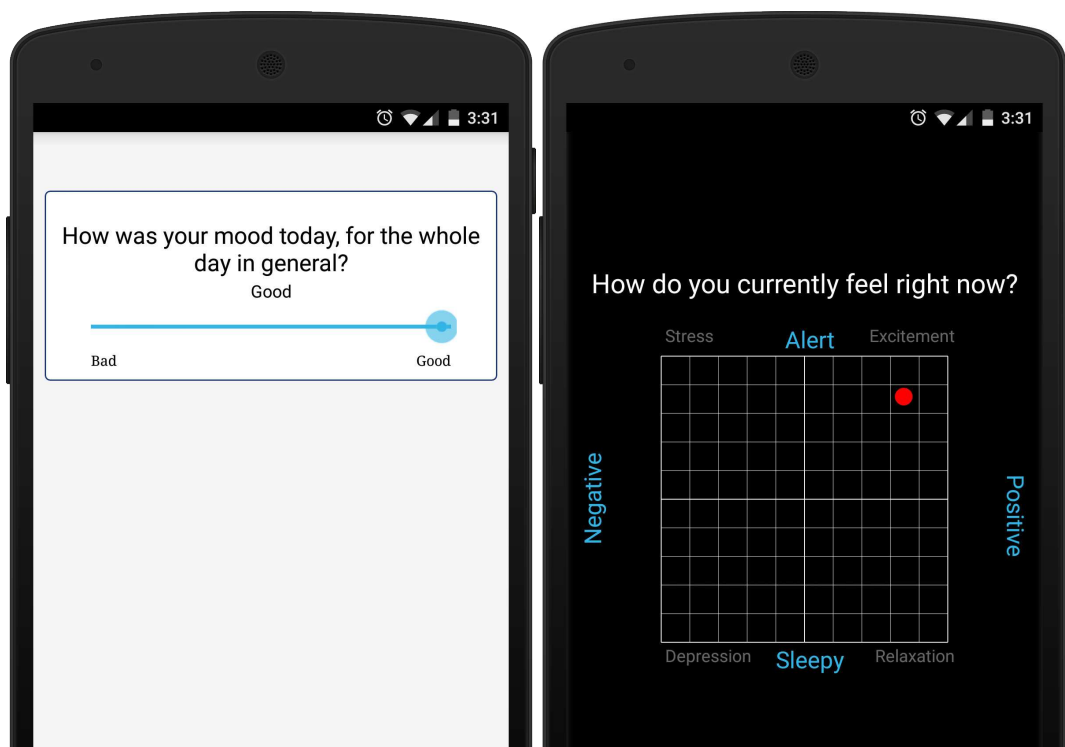 3:31
How was your mood today, for the whole
day in general?
Good
Bad
Good
3:31
How do you currently feel right now?
Stress
Alert
Excitement
Negative
Positive
Depression
Sleepy
Relaxation